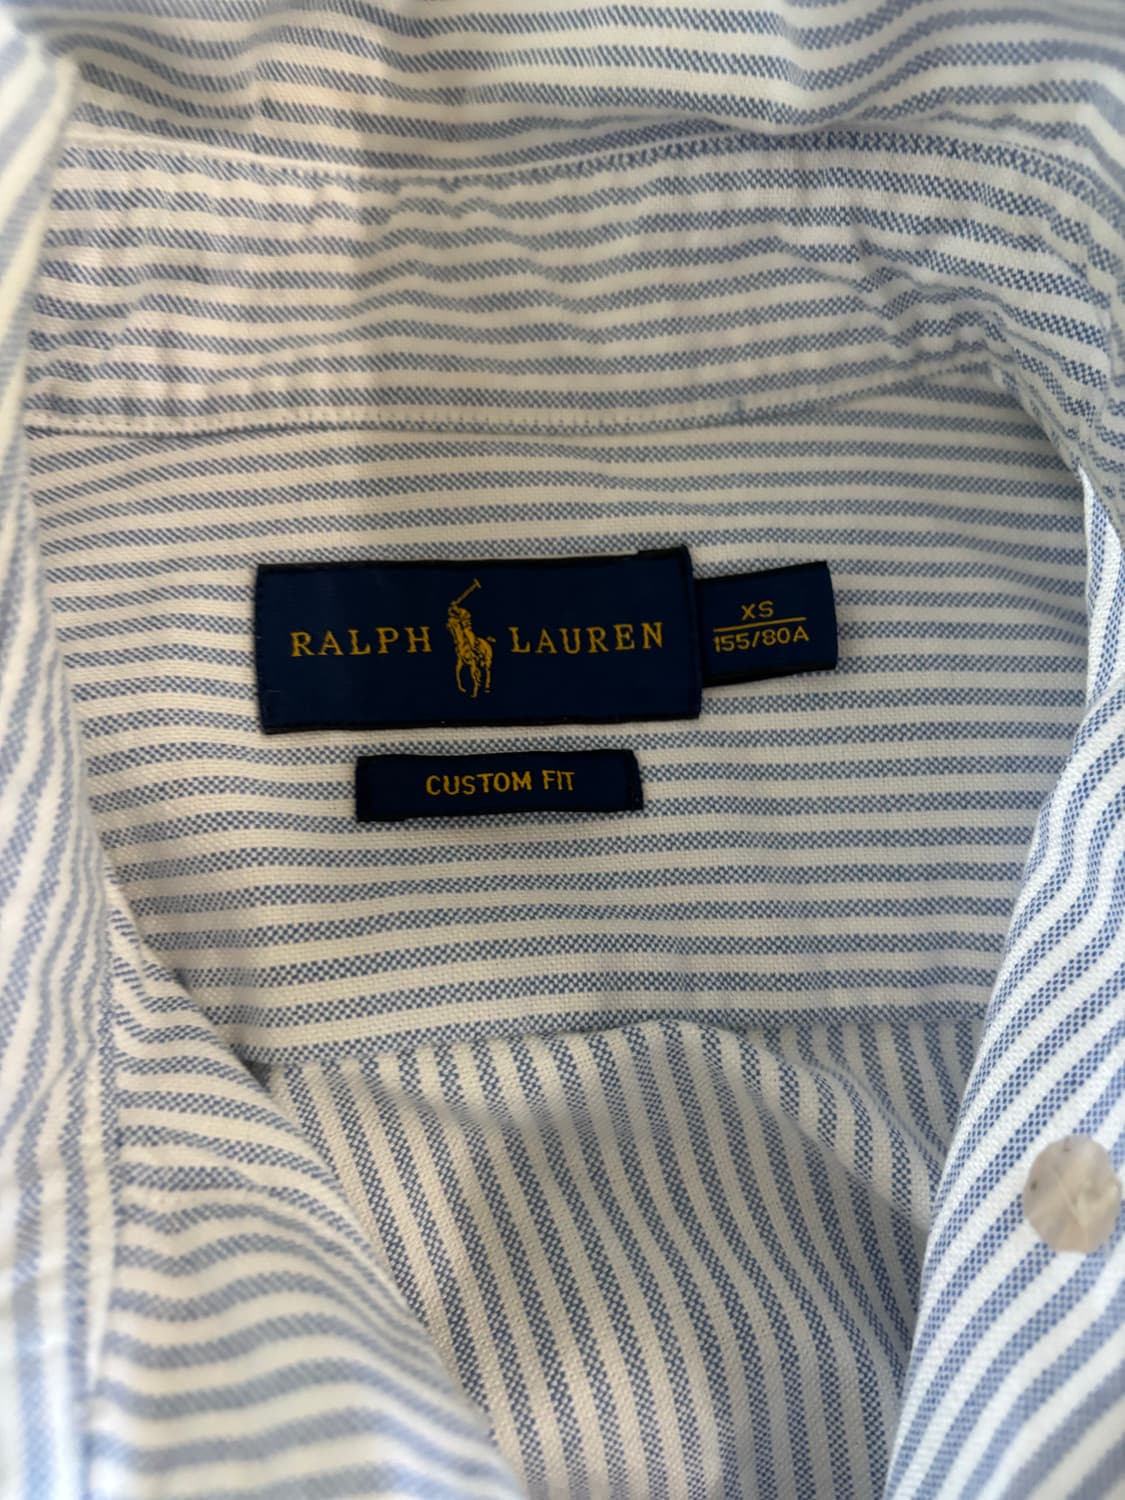 RALPH LAUREN
XS
155/80A
CUSTOM FIT